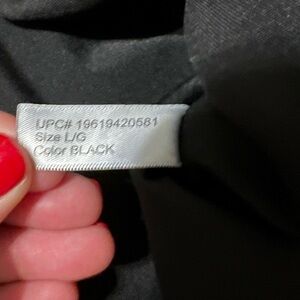 UPC# 19619420581
Size L/G
Color BLACK